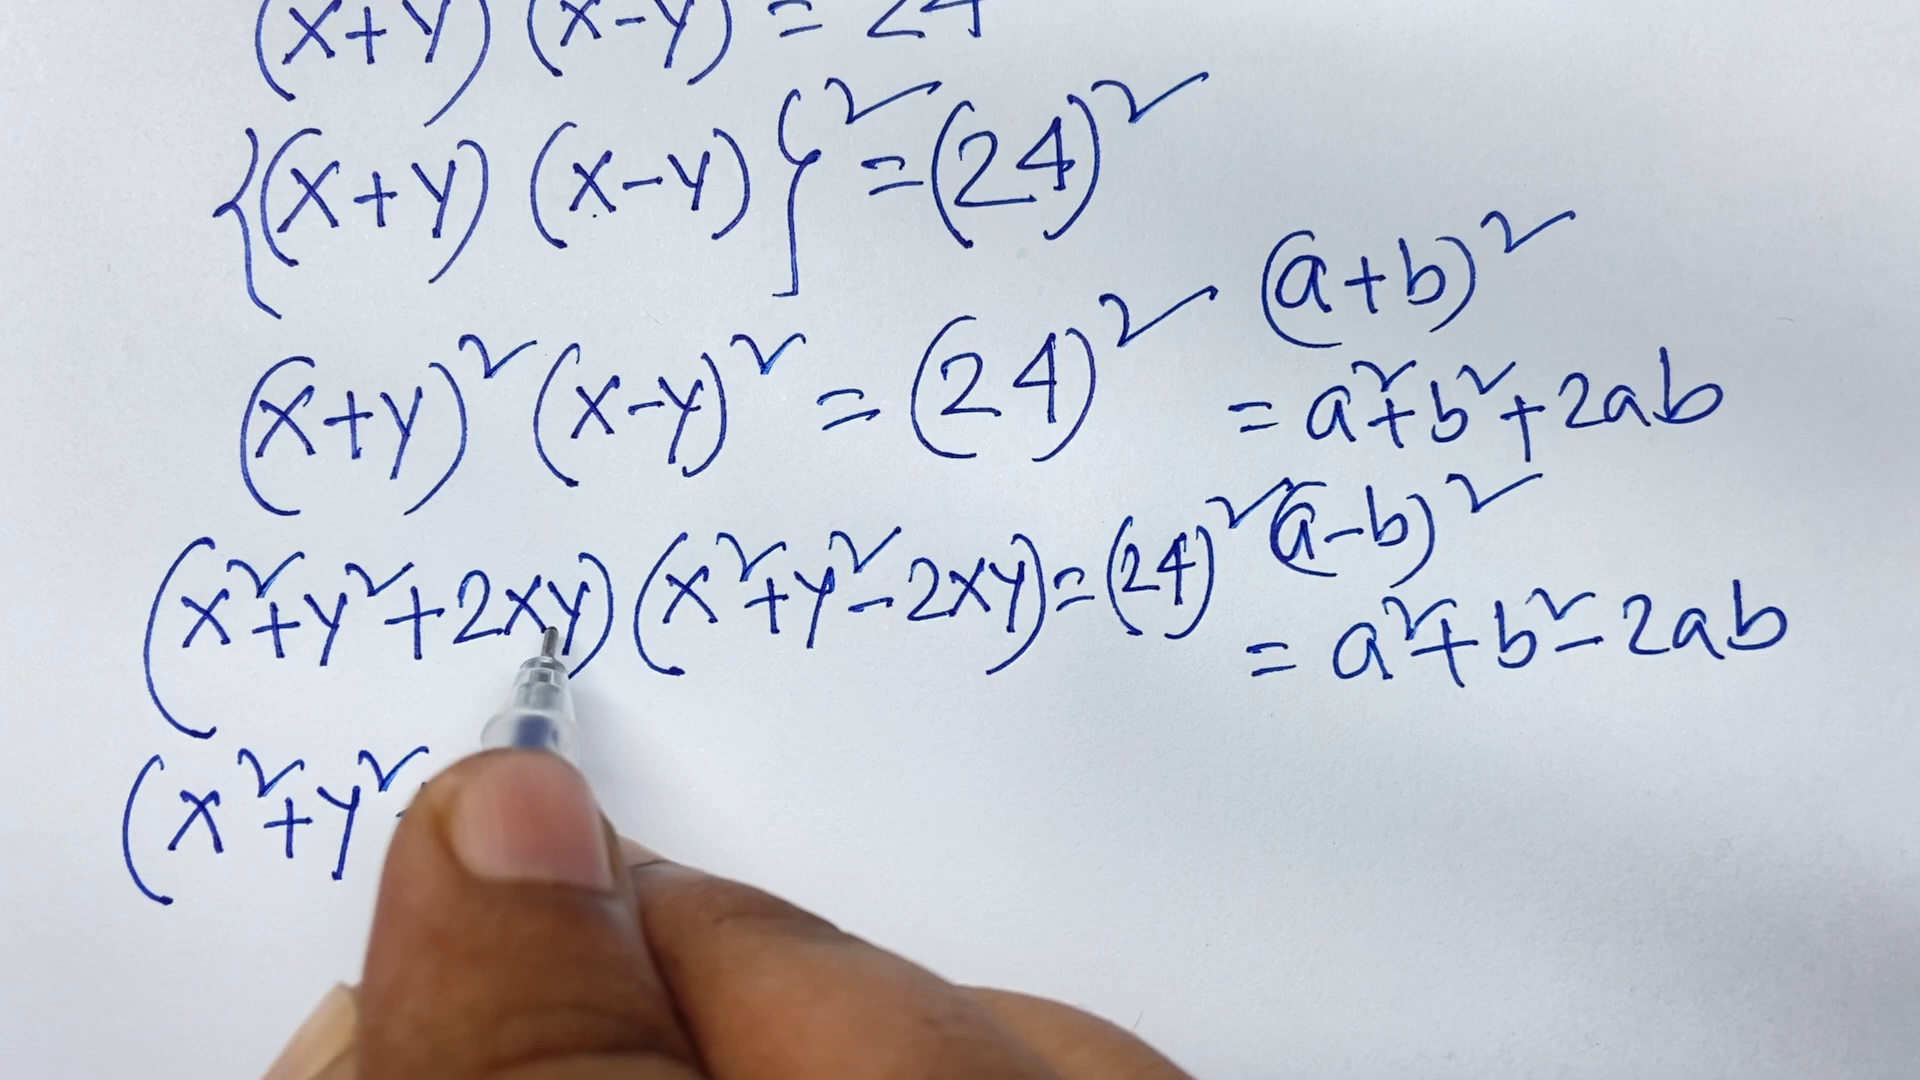 (x+y) (x-y) = 24
{(x+y) (x-y)}² = (24)²
(x+y)² (x-y)² = (24)²
(a+b)²
= a²+b²+2ab
(x²+y²+2xy) (x²+y²-2xy) = (24)²
(a-b)²
= a²+b²-2ab
(x²+y²